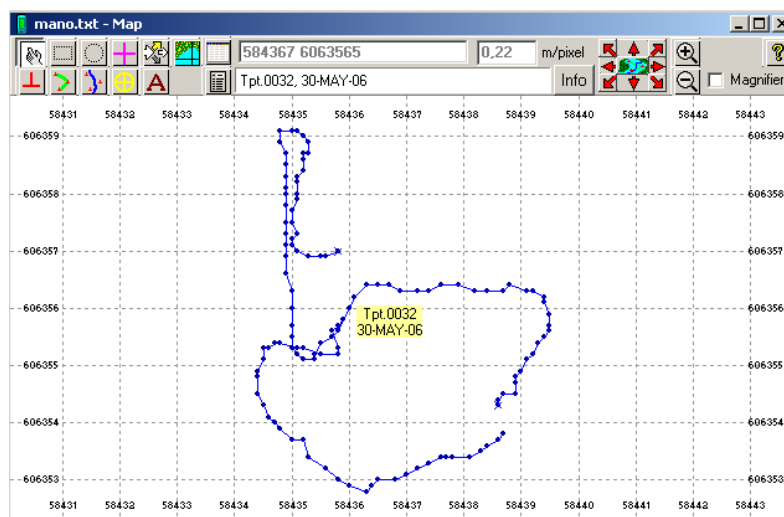 mano.txt - Map
584367 6063565 0,22 m/pixel
Tpt.0032, 30-MAY-06 Info Magnifier
58431 58432 58433 58434 58435 58436 58437 58438 58439 58440 58441 58442 58443
606359 606359
606358 606358
606357 606357
606356 606356
Tpt.0032
30-MAY-06
606355 606355
606354 606354
606353 606353
58431 58432 58433 58434 58435 58436 58437 58438 58439 58440 58441 58442 58443